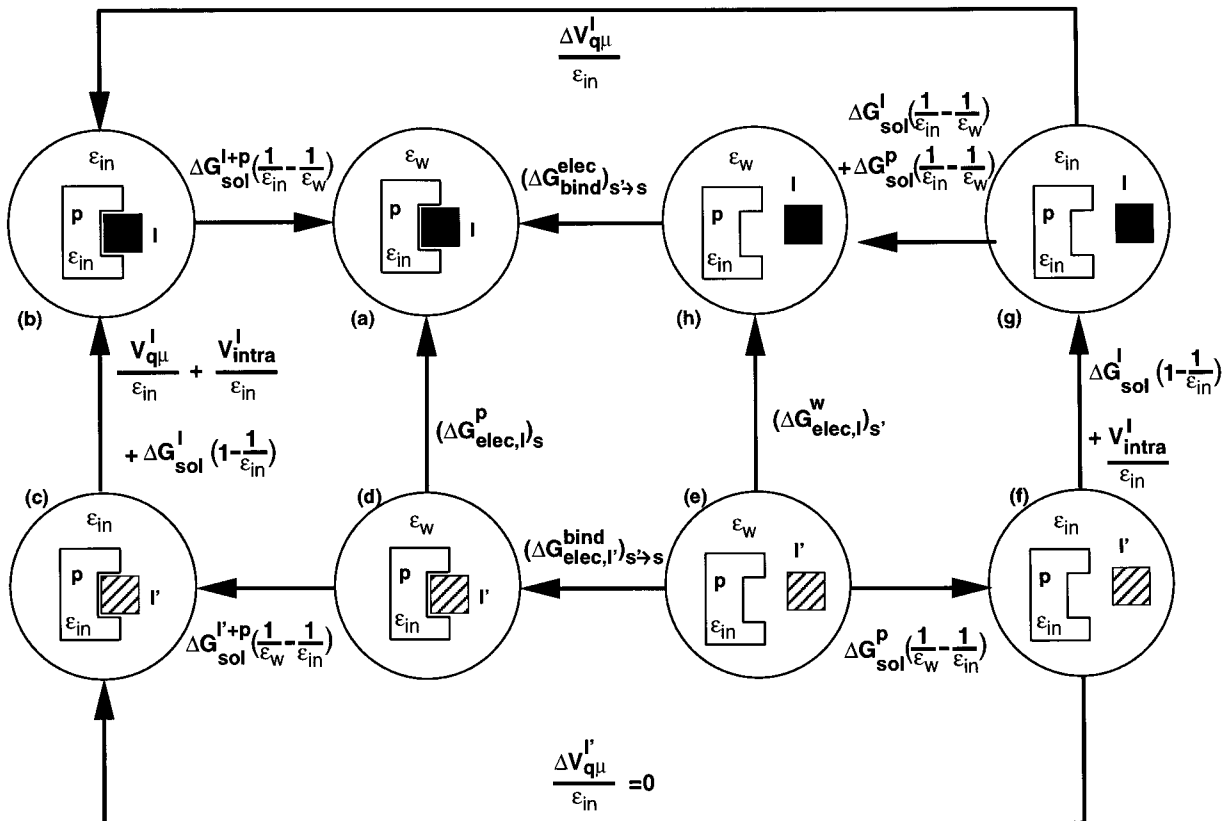 ΔV^l_qμ / ε_in
ε_in
p
l
ε_in
(b)
ΔG^{l+p}_sol (1/ε_in - 1/ε_w)
ε_w
p
l
ε_in
(a)
(ΔG^elec_bind)_{s'→s}
ε_w
l
p
ε_in
(h)
ΔG^l_sol (1/ε_in - 1/ε_w)
+ ΔG^p_sol (1/ε_in - 1/ε_w)
ε_in
l
p
ε_in
(g)
V^l_qμ / ε_in + V^l_intra / ε_in
+ ΔG^l_sol (1 - 1/ε_in)
(ΔG^p_elec,l)_s
(ΔG^w_elec,l)_s'
ΔG^l_sol (1 - 1/ε_in)
+ V^l_intra / ε_in
(c)
ε_in
p
l'
ε_in
ΔG^{l'+p}_sol (1/ε_w - 1/ε_in)
(d)
ε_w
p
l'
ε_in
(ΔG^bind_elec,l')_{s'→s}
(e)
ε_w
l'
p
ε_in
ΔG^p_sol (1/ε_w - 1/ε_in)
(f)
ε_in
l'
p
ε_in
ΔV^l'_qμ / ε_in =0